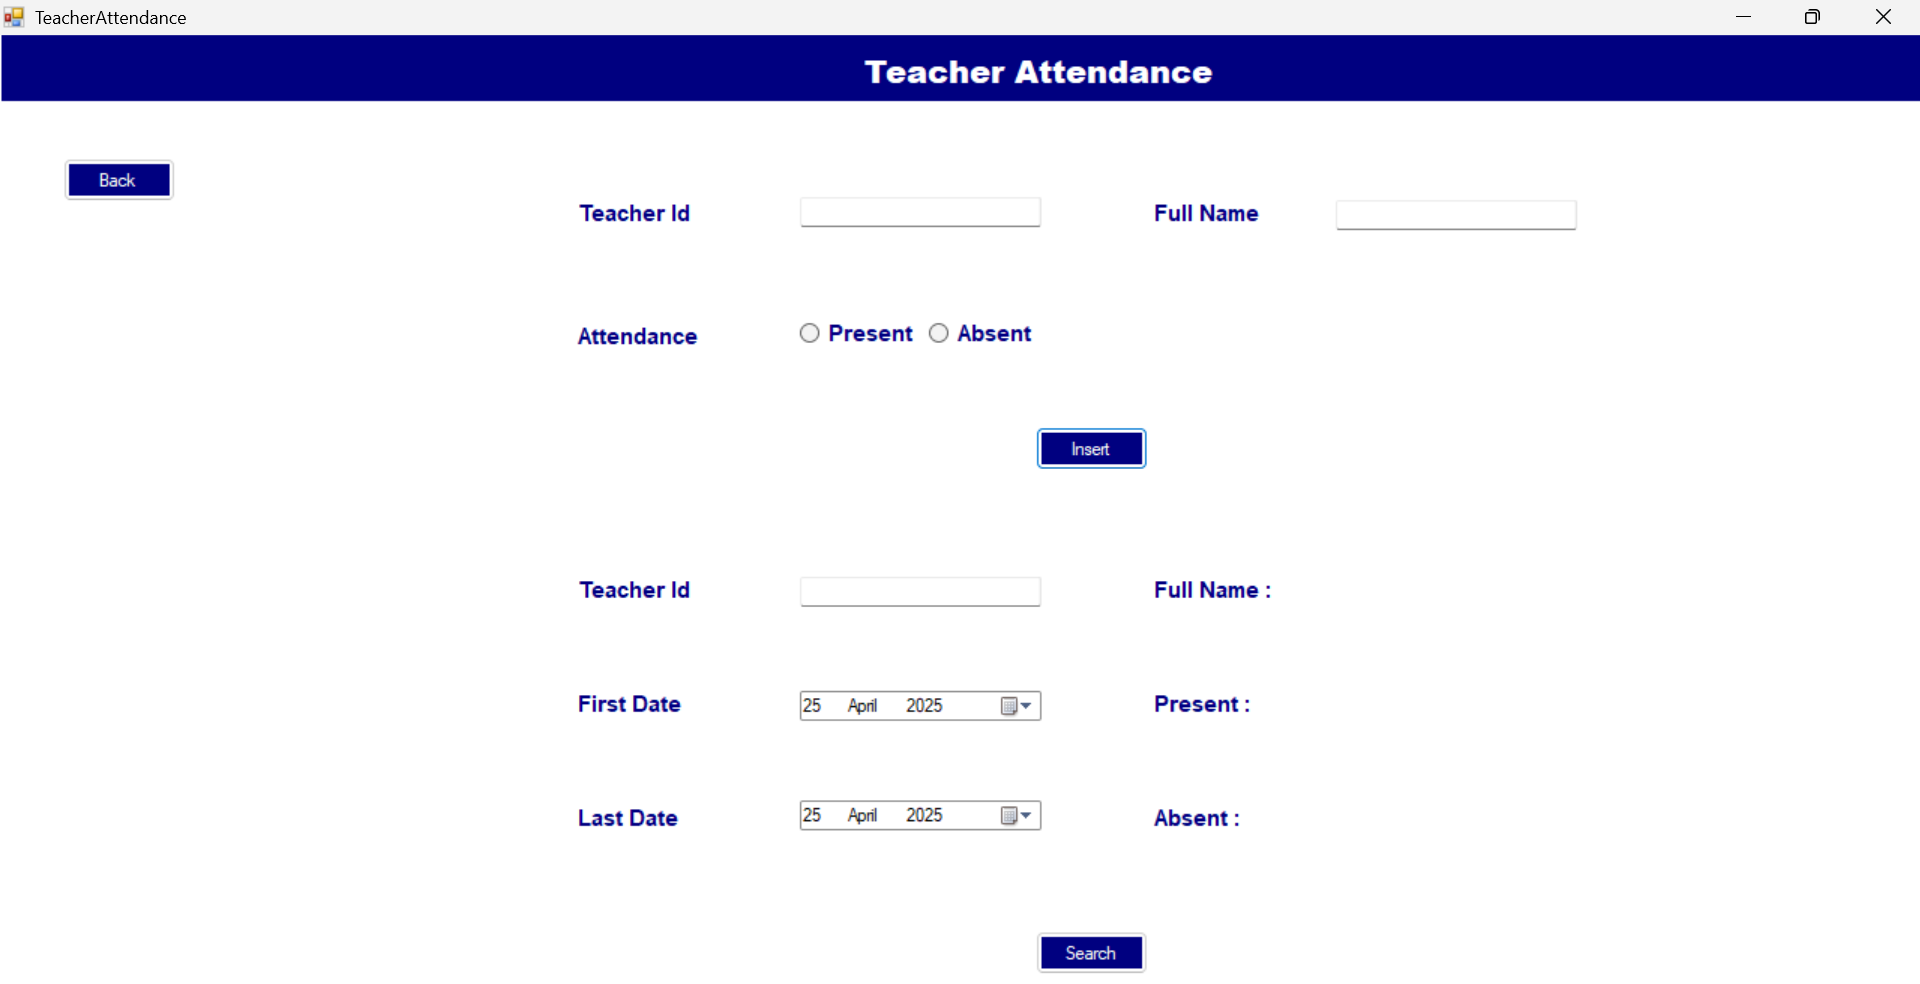 TeacherAttendance
Teacher Attendance
Back
Teacher Id Full Name
Attendance Present Absent
Insert
Teacher Id Full Name :
First Date 25 April 2025 Present :
Last Date 25 April 2025 Absent :
Search